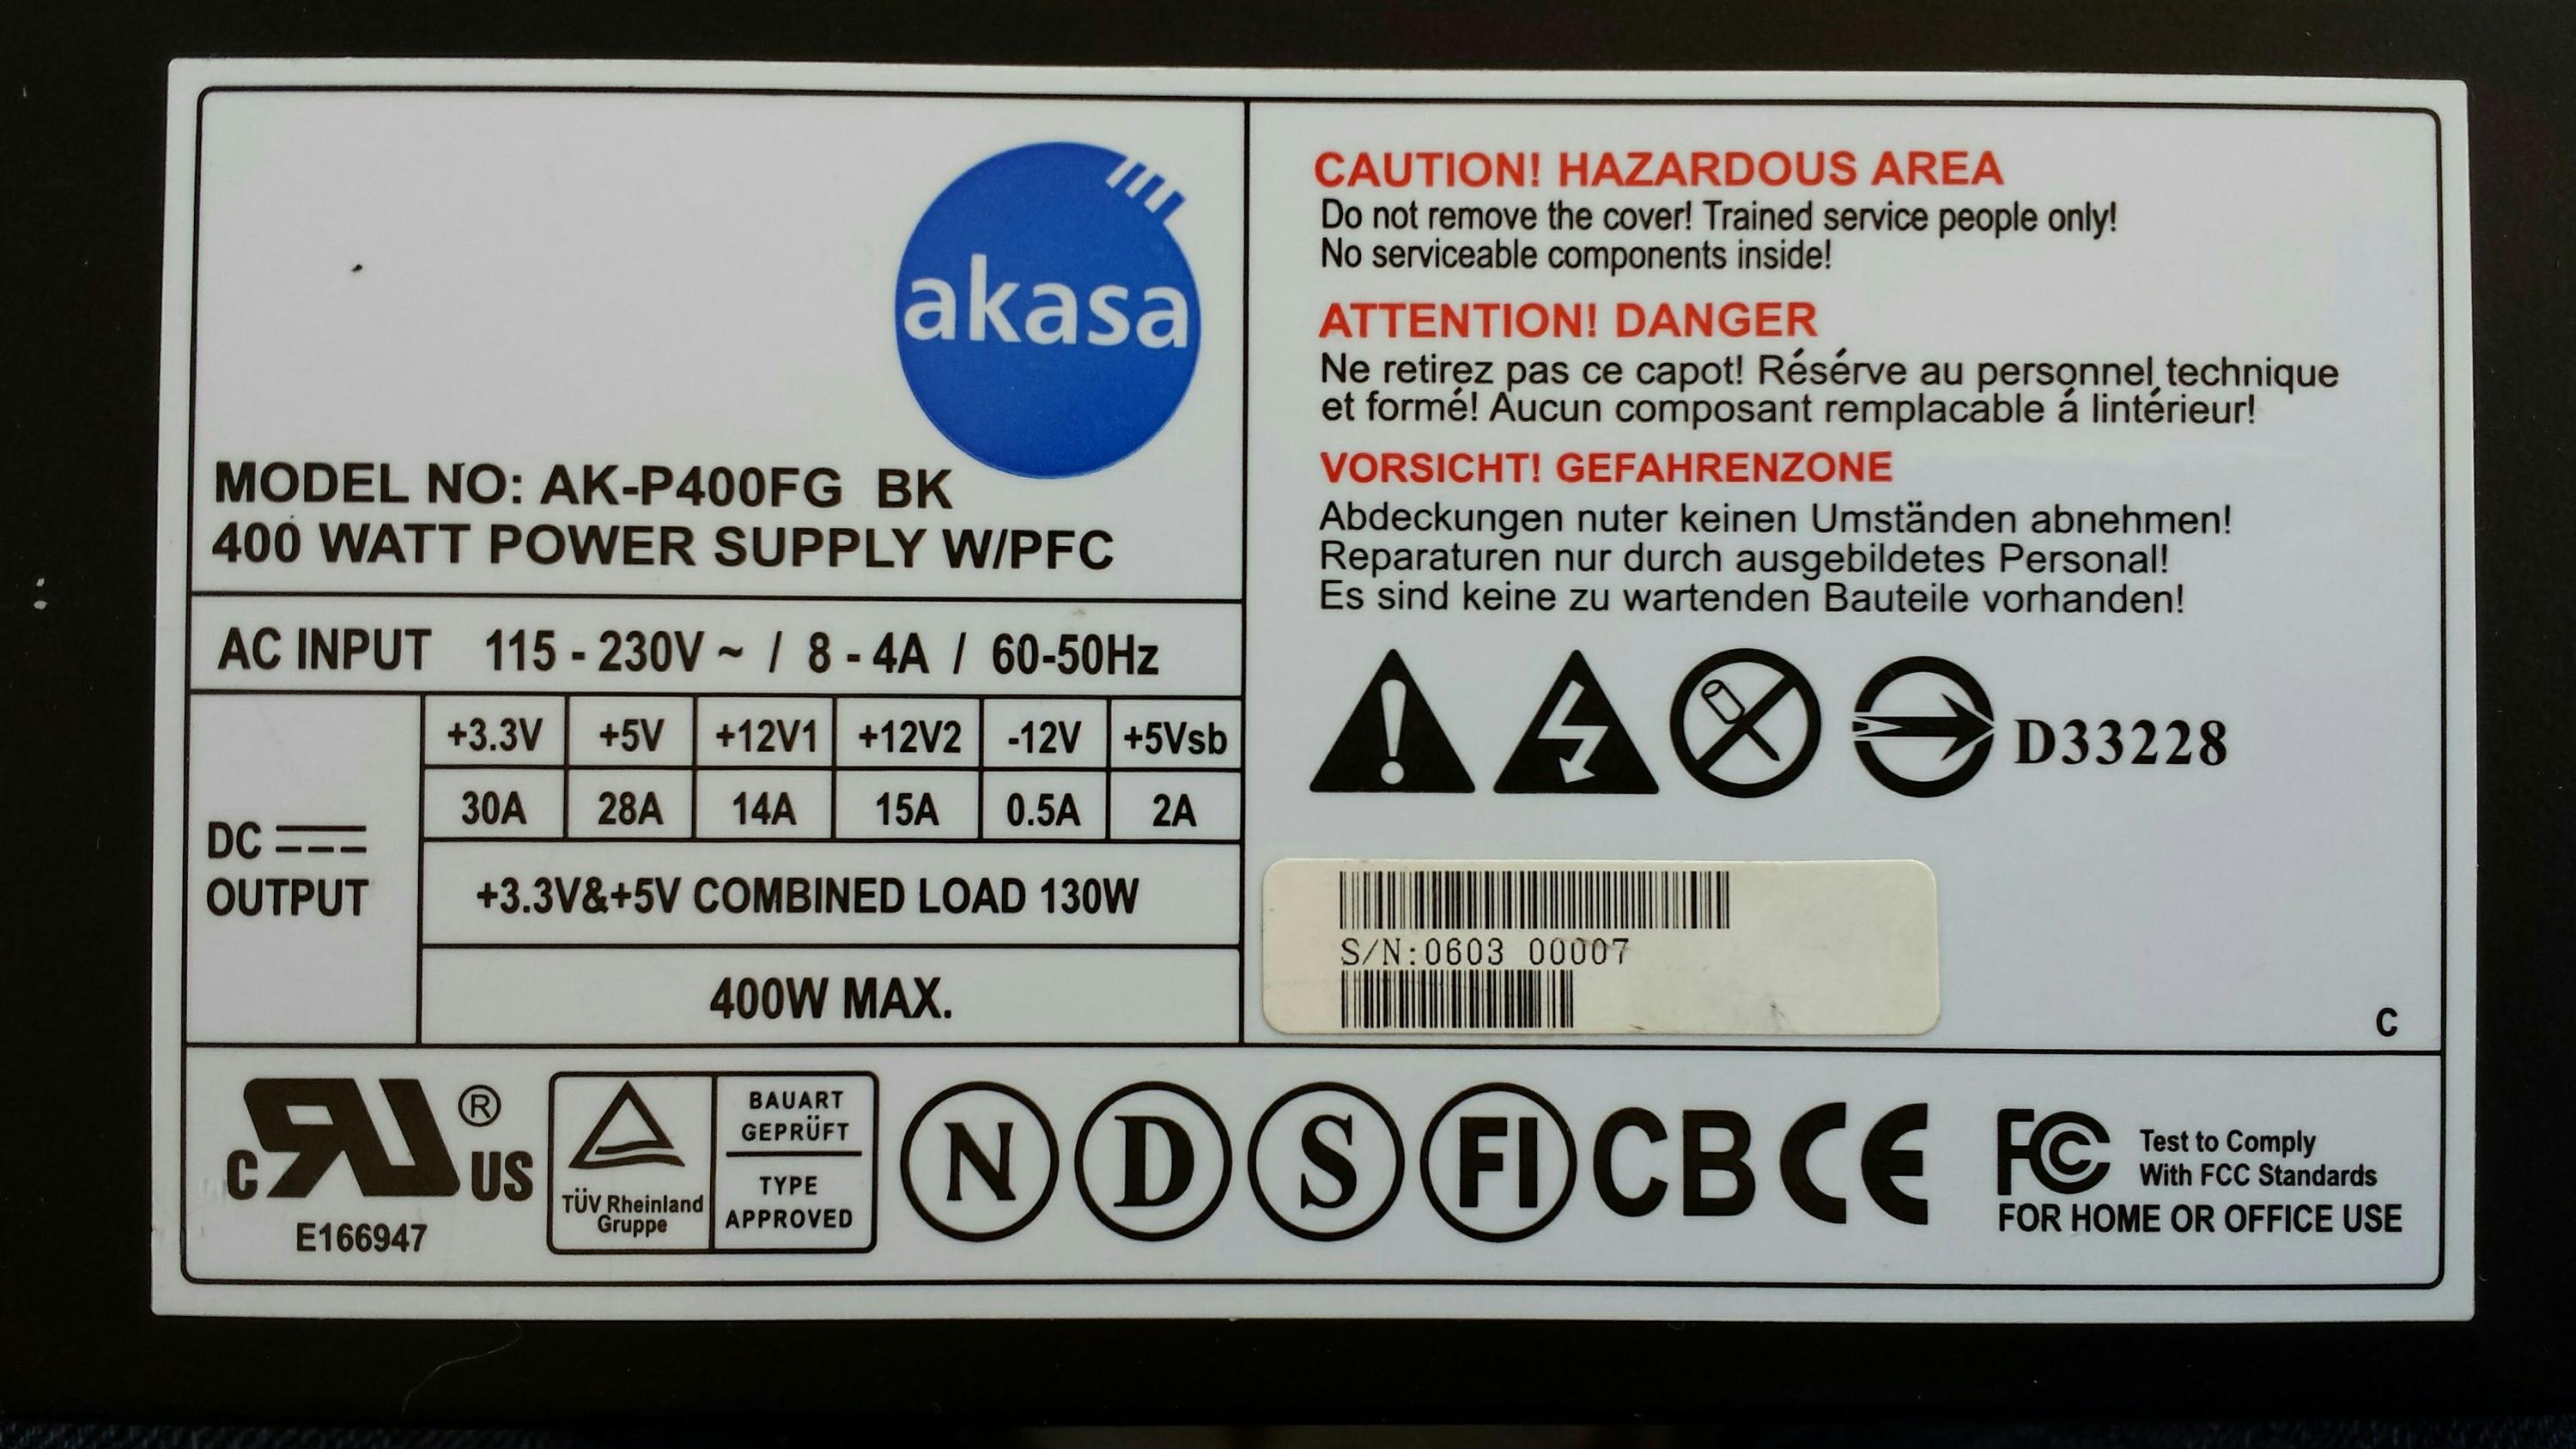 akasa
MODEL NO: AK-P400FG BK
400 WATT POWER SUPPLY W/PFC
AC INPUT 115 - 230V ~ / 8 - 4A / 60-50Hz
+3.3V +5V +12V1 +12V2 -12V +5Vsb
30A 28A 14A 15A 0.5A 2A
DC
OUTPUT
+3.3V&+5V COMBINED LOAD 130W
400W MAX.
CAUTION! HAZARDOUS AREA
Do not remove the cover! Trained service people only!
No serviceable components inside!
ATTENTION! DANGER
Ne retirez pas ce capot! Résérve au personnel technique
et formé! Aucun composant remplacable á lintérieur!
VORSICHT! GEFAHRENZONE
Abdeckungen nuter keinen Umständen abnehmen!
Reparaturen nur durch ausgebildetes Personal!
Es sind keine zu wartenden Bauteile vorhanden!
D33228
S/N:0603 00007
C
C RU US ®
E166947
TÜV Rheinland
Gruppe
BAUART
GEPRÜFT
TYPE
APPROVED
N D S FI CB CE
FC Test to Comply
With FCC Standards
FOR HOME OR OFFICE USE